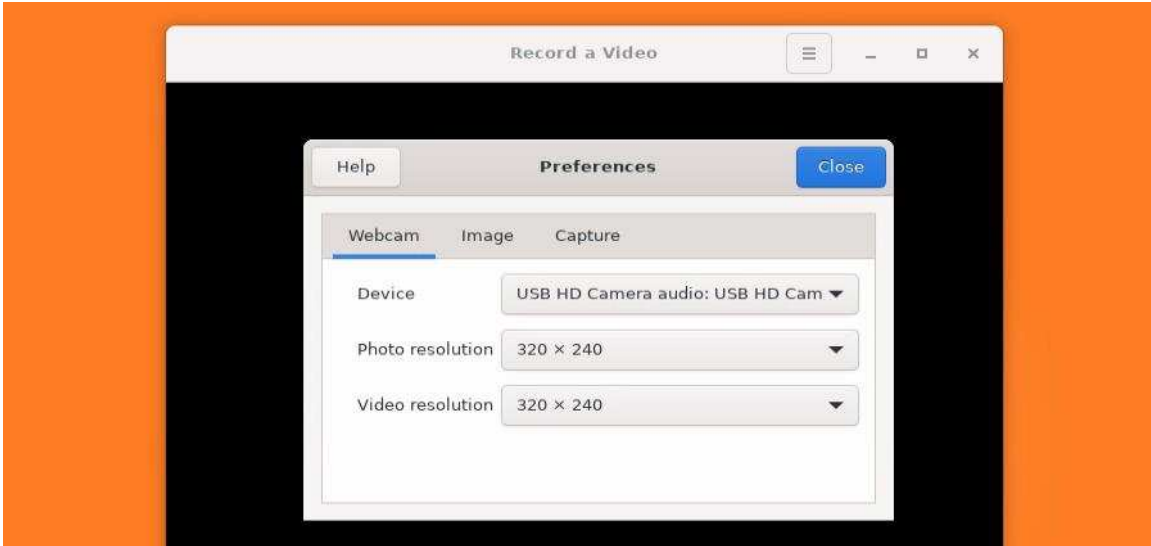 Record a Video
Help Preferences Close
Webcam Image Capture
Device USB HD Camera audio: USB HD Cam
Photo resolution 320 × 240
Video resolution 320 × 240